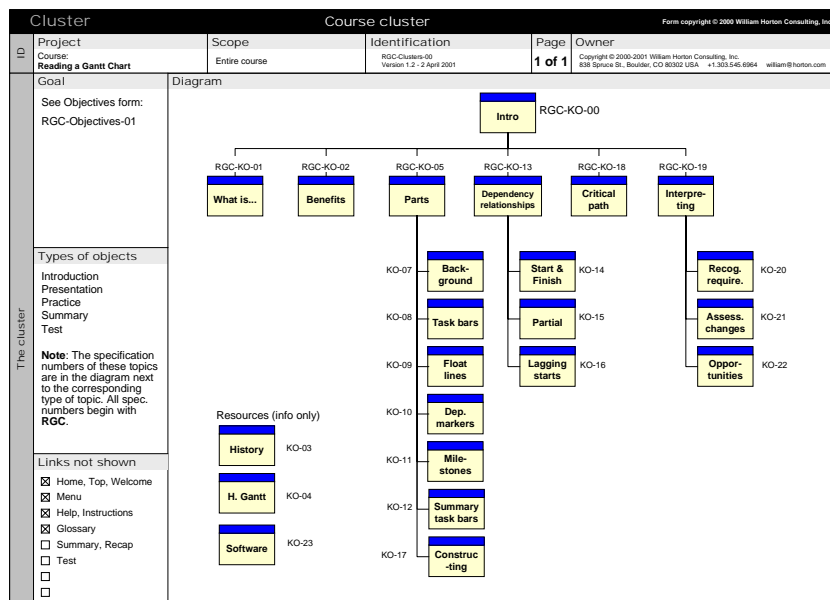 Cluster
Course cluster
Form copyright © 2000 William Horton Consulting, Inc
ID
Project
Course:
Reading a Gantt Chart
Scope
Entire course
Identification
RGC-Clusters-00
Version 1.2 - 2 April 2001
Page
1 of 1
Owner
Copyright © 2000-2001 William Horton Consulting, Inc.
838 Spruce St., Boulder, CO 80302 USA +1.303.545.6964 william@horton.com
The cluster
Goal
See Objectives form:
RGC-Objectives-01
Types of objects
Introduction
Presentation
Practice
Summary
Test
Note: The specification
numbers of these topics
are in the diagram next
to the corresponding
type of topic. All spec.
numbers begin with
RGC.
Links not shown
Home, Top, Welcome
Menu
Help, Instructions
Glossary
Summary, Recap
Test
Diagram
Intro
RGC-KO-00
RGC-KO-01
What is...
RGC-KO-02
Benefits
RGC-KO-05
Parts
RGC-KO-13
Dependency
relationships
RGC-KO-18
Critical
path
RGC-KO-19
Interpre-
ting
KO-07
Back-
ground
KO-08
Task bars
KO-09
Float
lines
KO-10
Dep.
markers
KO-11
Mile-
stones
KO-12
Summary
task bars
KO-17
Construc
-ting
Start &
Finish
KO-14
Partial
KO-15
Lagging
starts
KO-16
Recog.
require.
KO-20
Assess.
changes
KO-21
Oppor-
tunities
KO-22
Resources (info only)
History
KO-03
H. Gantt
KO-04
Software
KO-23